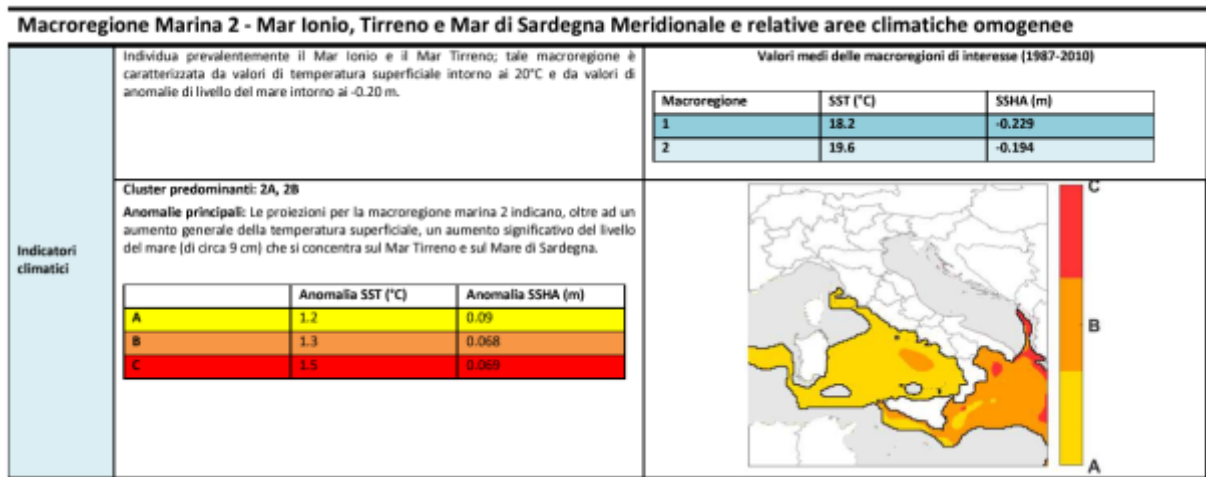 Macroregione Marina 2 - Mar Ionio, Tirreno e Mar di Sardegna Meridionale e relative aree climatiche omogenee
Indicatori
climatici
Individua prevalentemente il Mar Ionio e il Mar Tirreno; tale macroregione è
caratterizzata da valori di temperatura superficiale intorno ai 20°C e da valori di
anomalie di livello del mare intorno ai -0.20 m.
Valori medi delle macroregioni di interesse (1987-2010)
Macroregione SST (°C) SSHA (m)
1 18.2 -0.229
2 19.6 -0.194
Cluster predominanti: 2A, 2B
Anomalie principali: Le proiezioni per la macroregione marina 2 indicano, oltre ad un
aumento generale della temperatura superficiale, un aumento significativo del livello
del mare (di circa 9 cm) che si concentra sul Mar Tirreno e sul Mare di Sardegna.
Anomalia SST (°C) Anomalia SSHA (m)
A 1.2 0.09
B 1.3 0.068
C 1.5 0.069
C
B
A